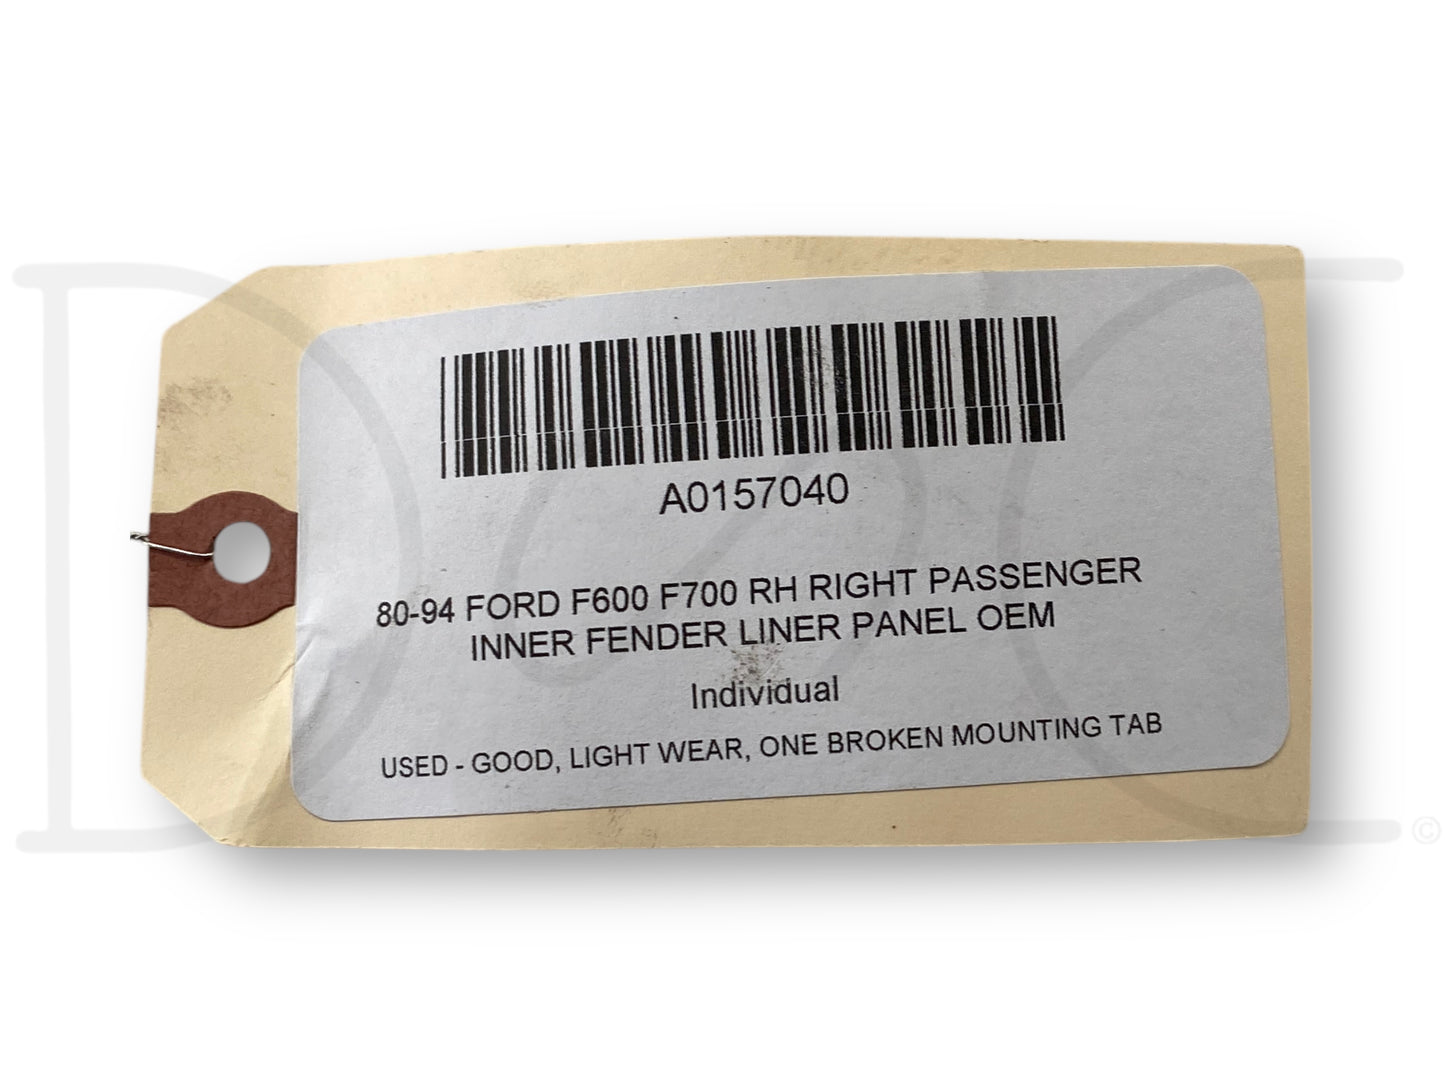 A0157040
80-94 FORD F600 F700 RH RIGHT PASSENGER
INNER FENDER LINER PANEL OEM
Individual
USED - GOOD, LIGHT WEAR, ONE BROKEN MOUNTING TAB
D C
©